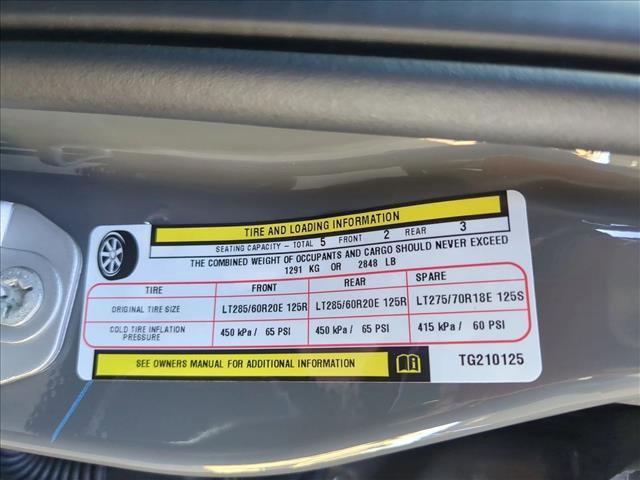 TIRE AND LOADING INFORMATION
SEATING CAPACITY - TOTAL 5 FRONT 2 REAR 3
THE COMBINED WEIGHT OF OCCUPANTS AND CARGO SHOULD NEVER EXCEED
1291 KG OR 2848 LB
TIRE FRONT REAR SPARE
ORIGINAL TIRE SIZE LT285/60R20E 125R LT285/60R20E 125R LT275/70R18E 125S
COLD TIRE INFLATION PRESSURE 450 kPa / 65 PSI 450 kPa / 65 PSI 415 kPa / 60 PSI
SEE OWNERS MANUAL FOR ADDITIONAL INFORMATION
TG210125